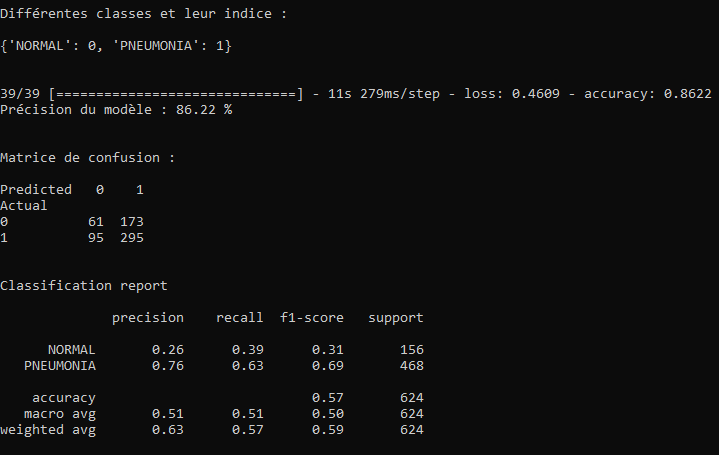 Différentes classes et leur indice :
{'NORMAL': 0, 'PNEUMONIA': 1}
39/39 [==============================] - 11s 279ms/step - loss: 0.4609 - accuracy: 0.8622
Précision du modèle : 86.22 %
Matrice de confusion :
Predicted 0 1
Actual
0 61 173
1 95 295
Classification report
precision recall f1-score support
NORMAL 0.26 0.39 0.31 156
PNEUMONIA 0.76 0.63 0.69 468
accuracy 0.57 624
macro avg 0.51 0.51 0.50 624
weighted avg 0.63 0.57 0.59 624